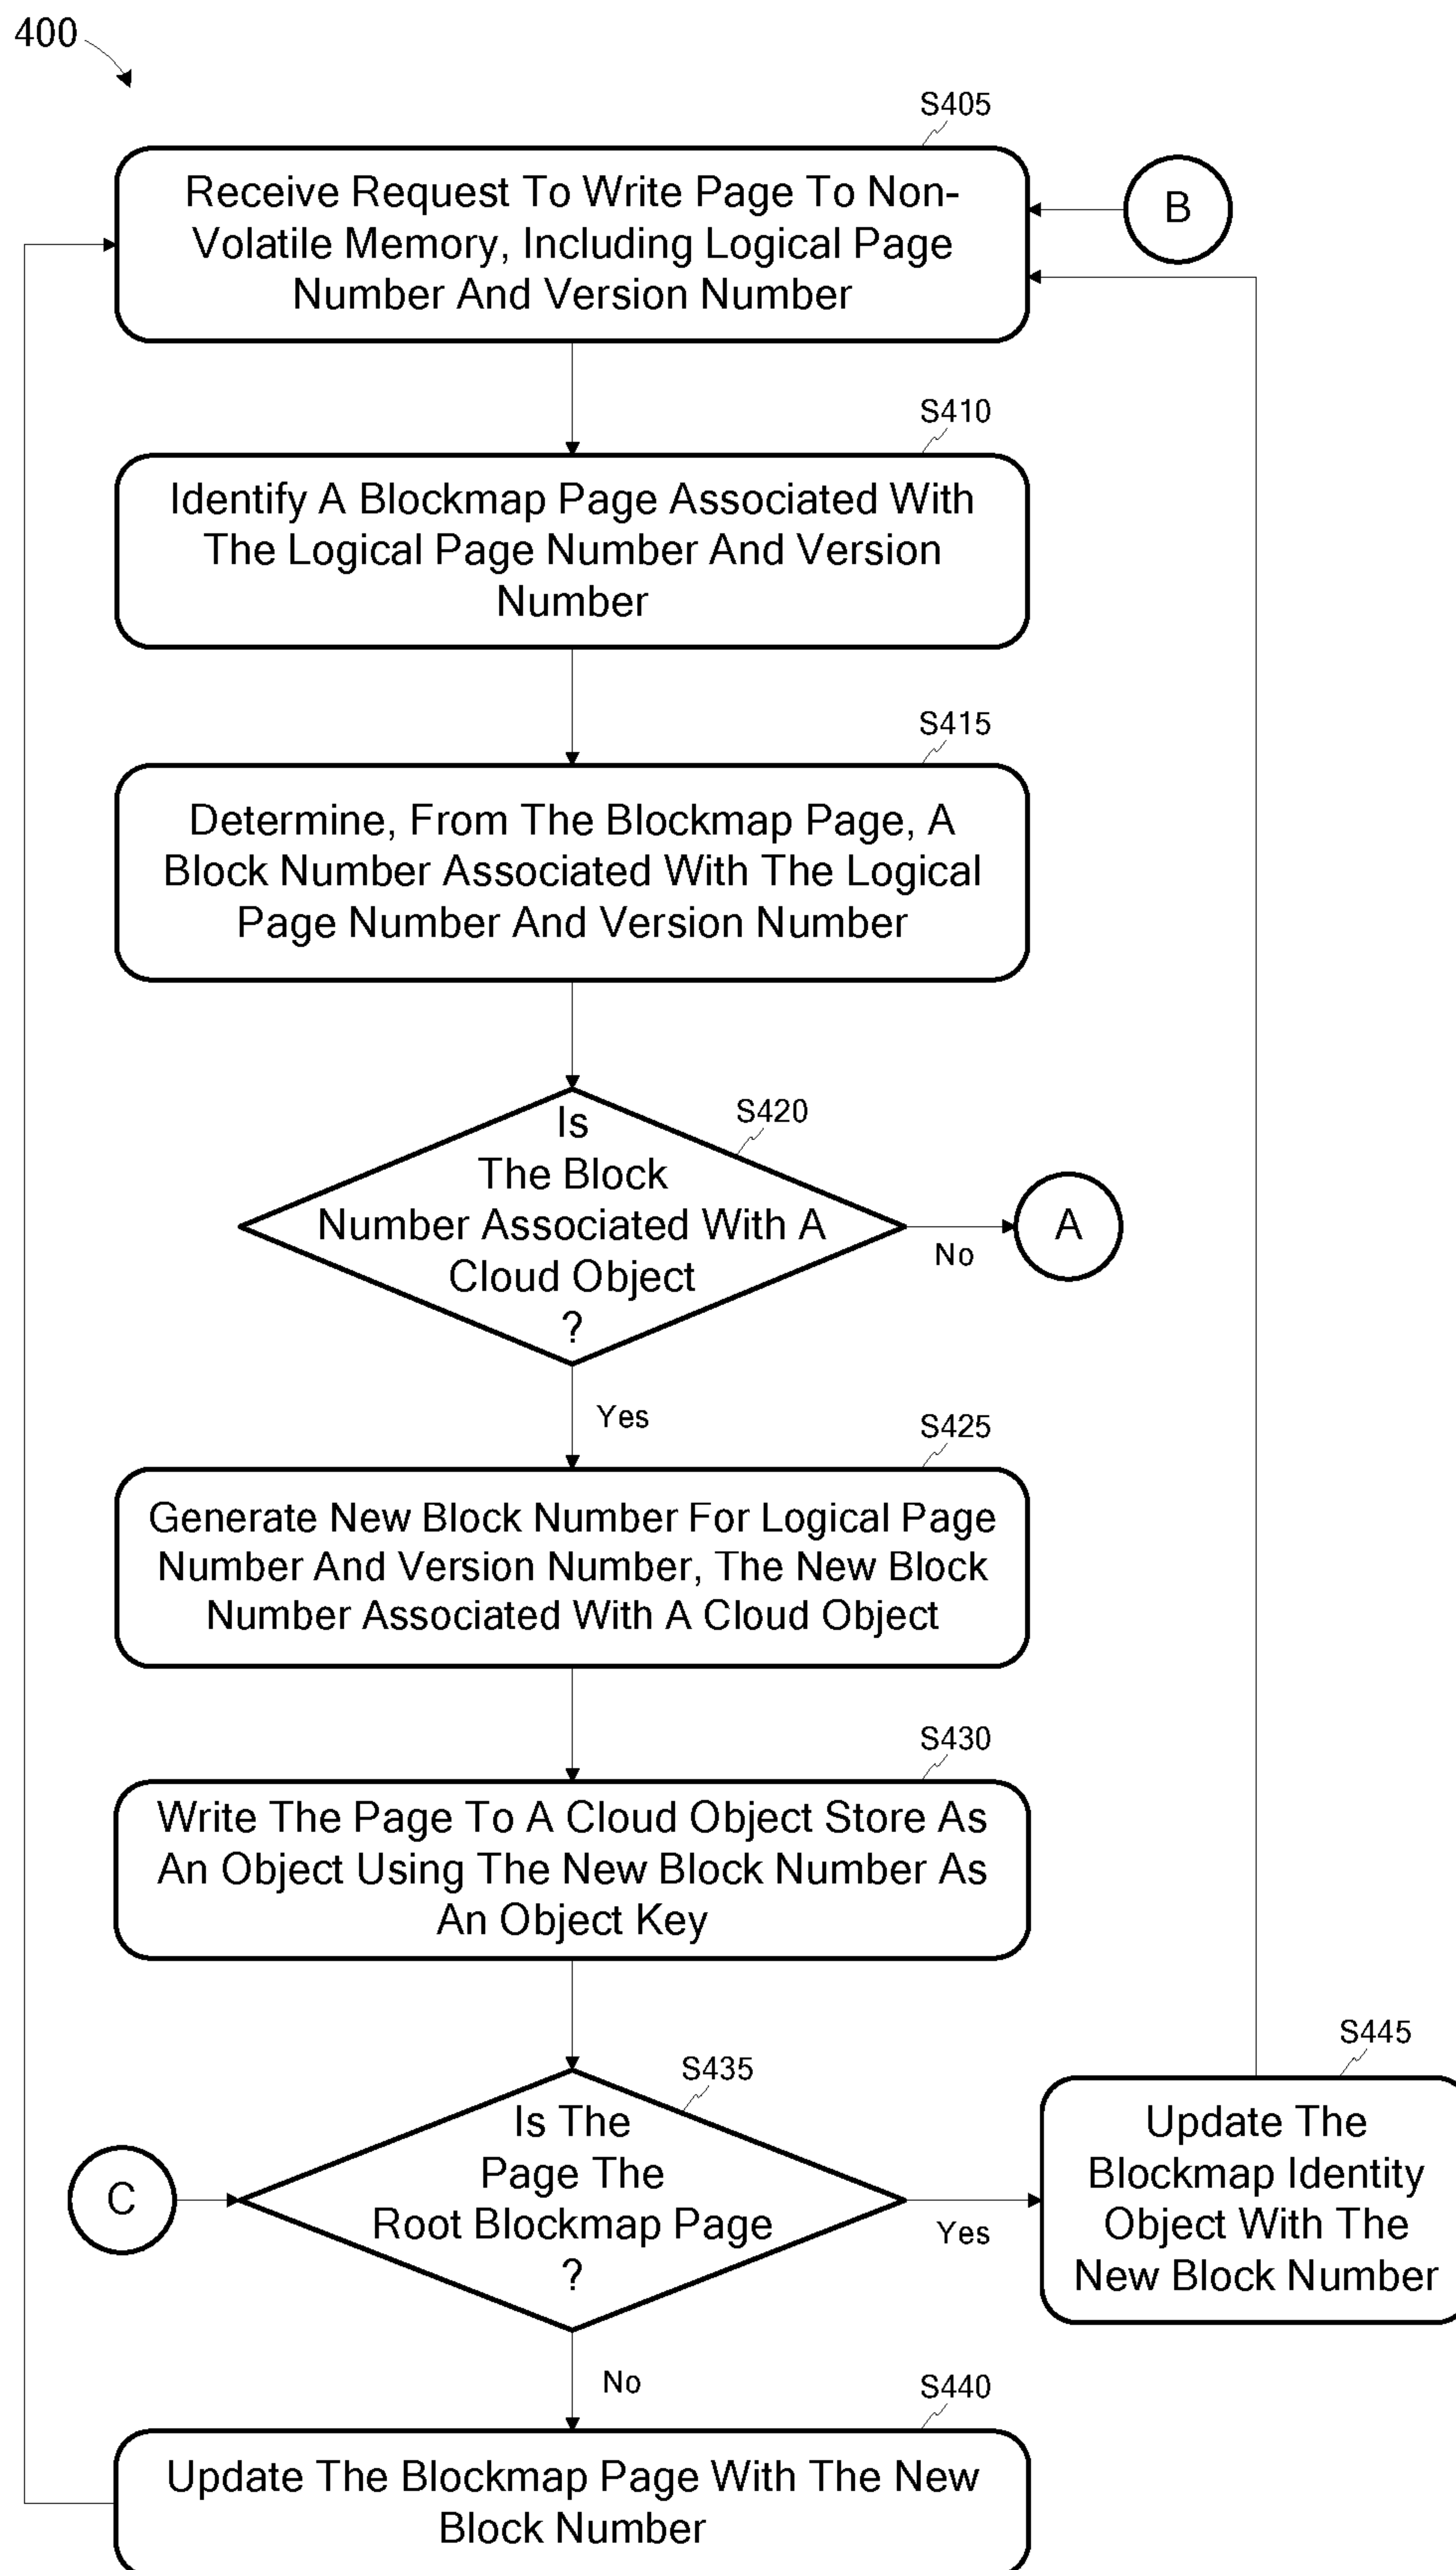 400
S405
Receive Request To Write Page To Non-
Volatile Memory, Including Logical Page
Number And Version Number
B
S410
Identify A Blockmap Page Associated With
The Logical Page Number And Version
Number
S415
Determine, From The Blockmap Page, A
Block Number Associated With The Logical
Page Number And Version Number
S420
Is
The Block
Number Associated With A
Cloud Object
?
No
A
Yes
S425
Generate New Block Number For Logical Page
Number And Version Number, The New Block
Number Associated With A Cloud Object
S430
Write The Page To A Cloud Object Store As
An Object Using The New Block Number As
An Object Key
S435
Is The
Page The
Root Blockmap Page
?
C
Yes
S445
Update The
Blockmap Identity
Object With The
New Block Number
No
S440
Update The Blockmap Page With The New
Block Number